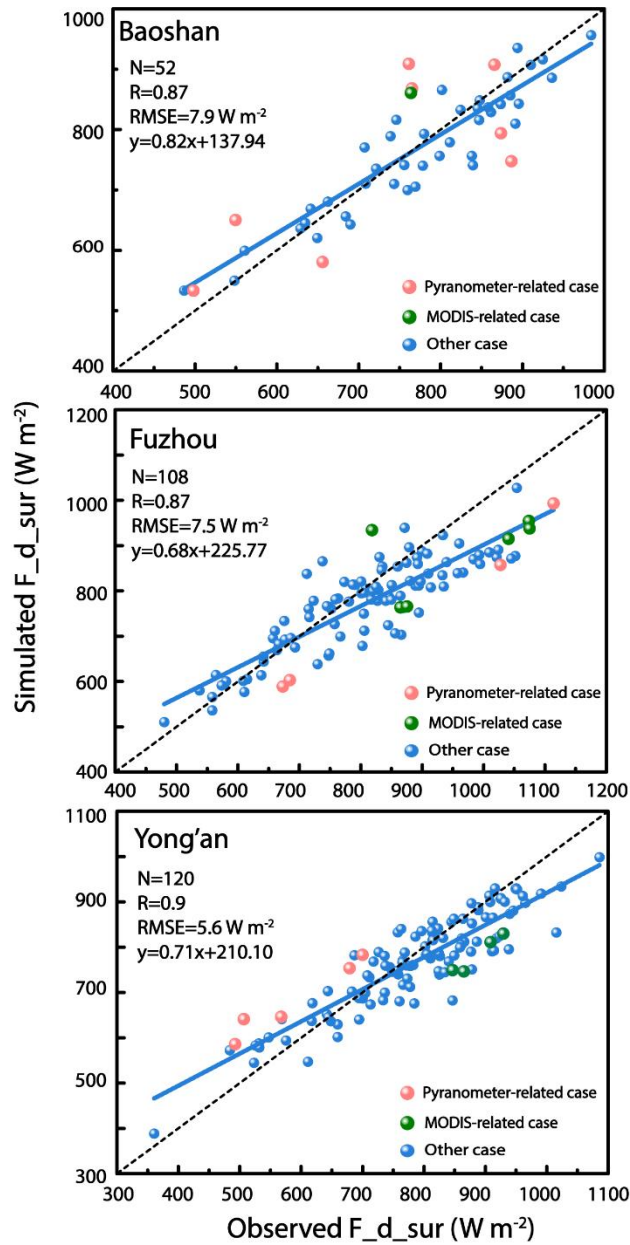 Simulated F_d_sur (W m⁻²)
Baoshan
N=52
R=0.87
RMSE=7.9 W m⁻²
y=0.82x+137.94
1000
800
600
400
Pyranometer-related case
MODIS-related case
Other case
400 500 600 700 800 900 1000
1200
1000
800
600
400
Fuzhou
N=108
R=0.87
RMSE=7.5 W m⁻²
y=0.68x+225.77
Pyranometer-related case
MODIS-related case
Other case
400 500 600 700 800 900 1000 1100 1200
1100
900
700
500
300
Yong'an
N=120
R=0.9
RMSE=5.6 W m⁻²
y=0.71x+210.10
Pyranometer-related case
MODIS-related case
Other case
300 400 500 600 700 800 900 1000 1100
Observed F_d_sur (W m⁻²)